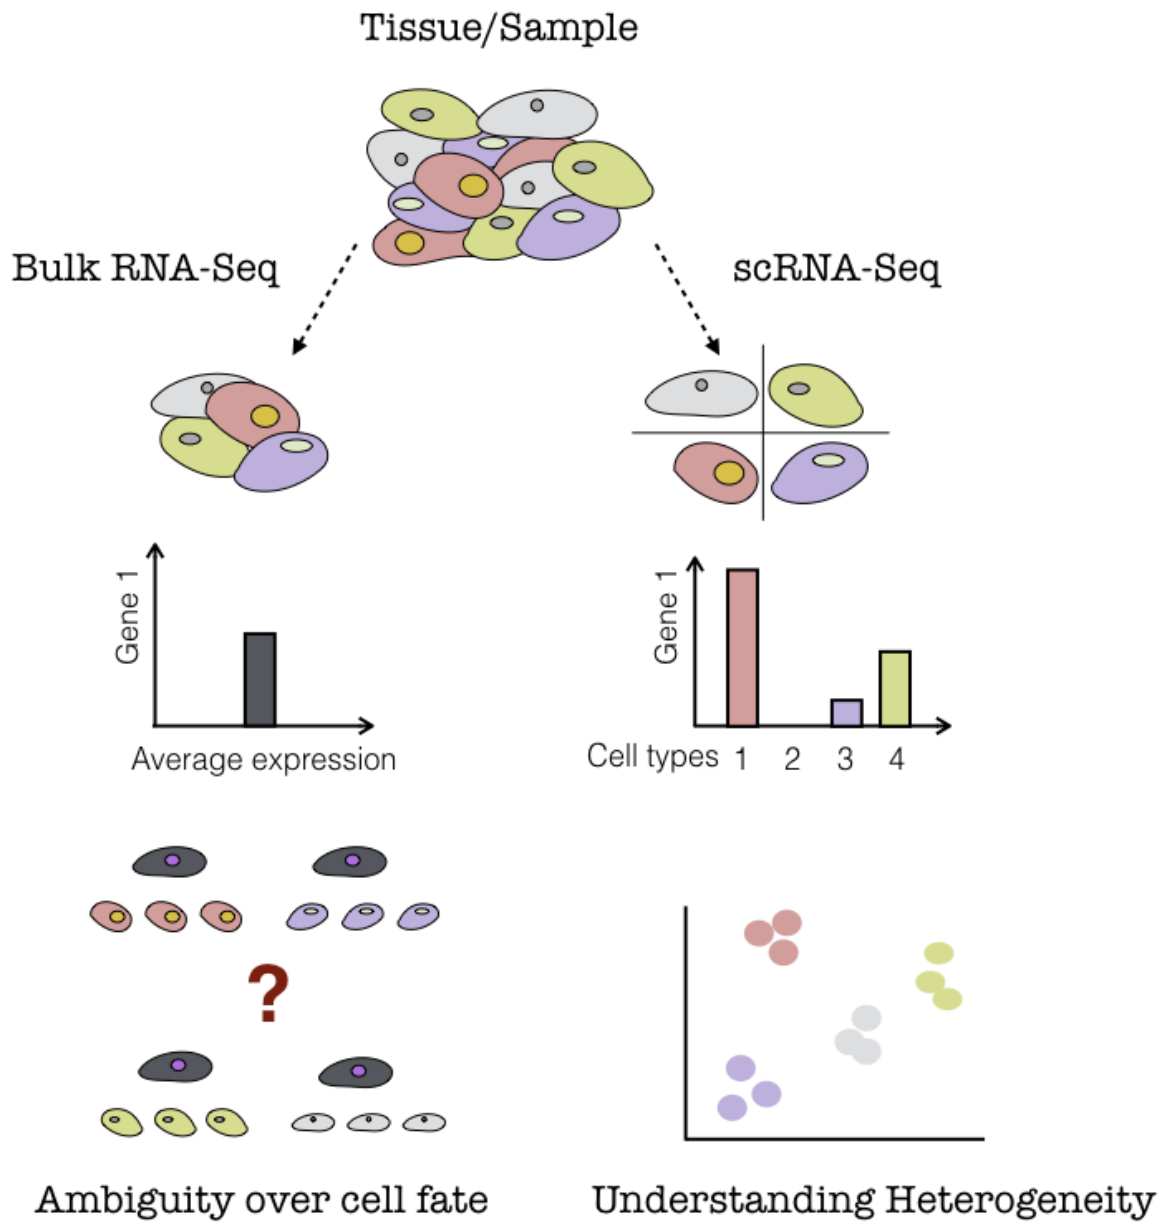 Tissue/Sample
Bulk RNA-Seq
scRNA-Seq
Gene 1
Average expression
Gene 1
Cell types 1 2 3 4
?
Ambiguity over cell fate
Understanding Heterogeneity